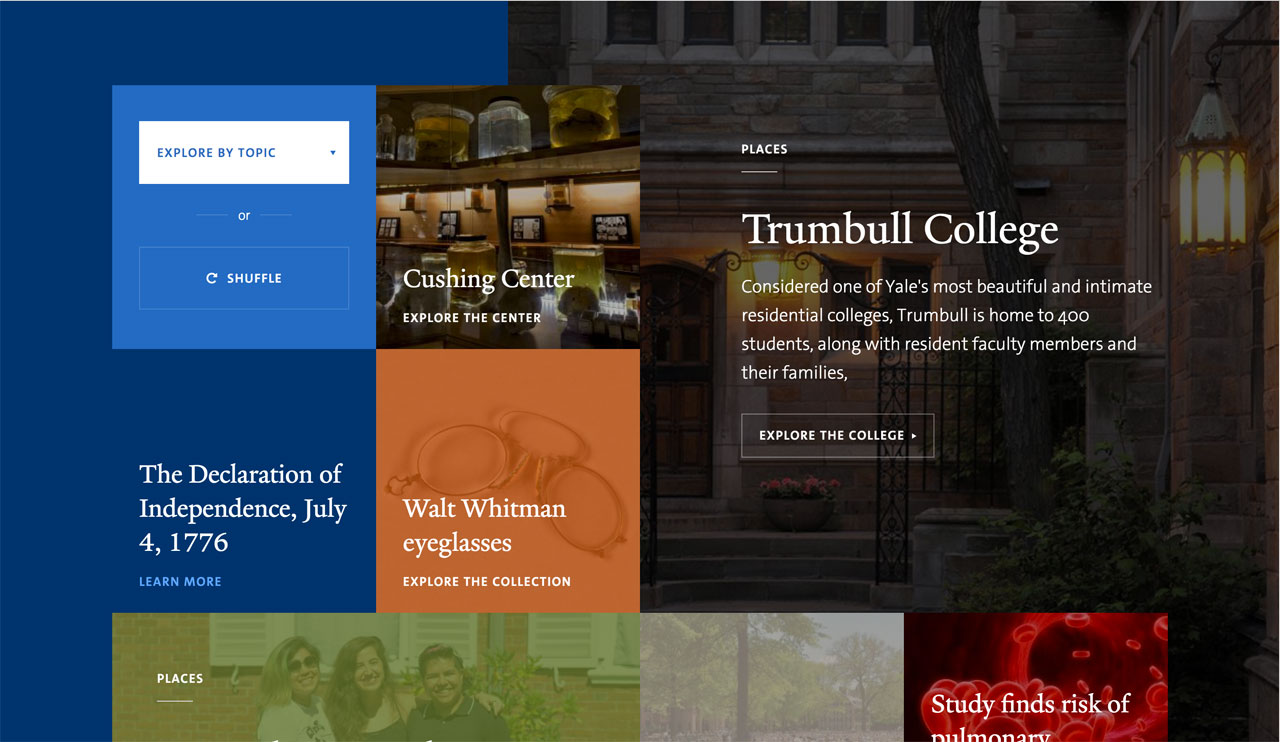 EXPLORE BY TOPIC
or
SHUFFLE
Cushing Center
EXPLORE THE CENTER
PLACES
Trumbull College
Considered one of Yale's most beautiful and intimate
residential colleges, Trumbull is home to 400
students, along with resident faculty members and
their families,
EXPLORE THE COLLEGE
The Declaration of
Independence, July
4, 1776
LEARN MORE
Walt Whitman
eyeglasses
EXPLORE THE COLLECTION
PLACES
Study finds risk of
pulmonary